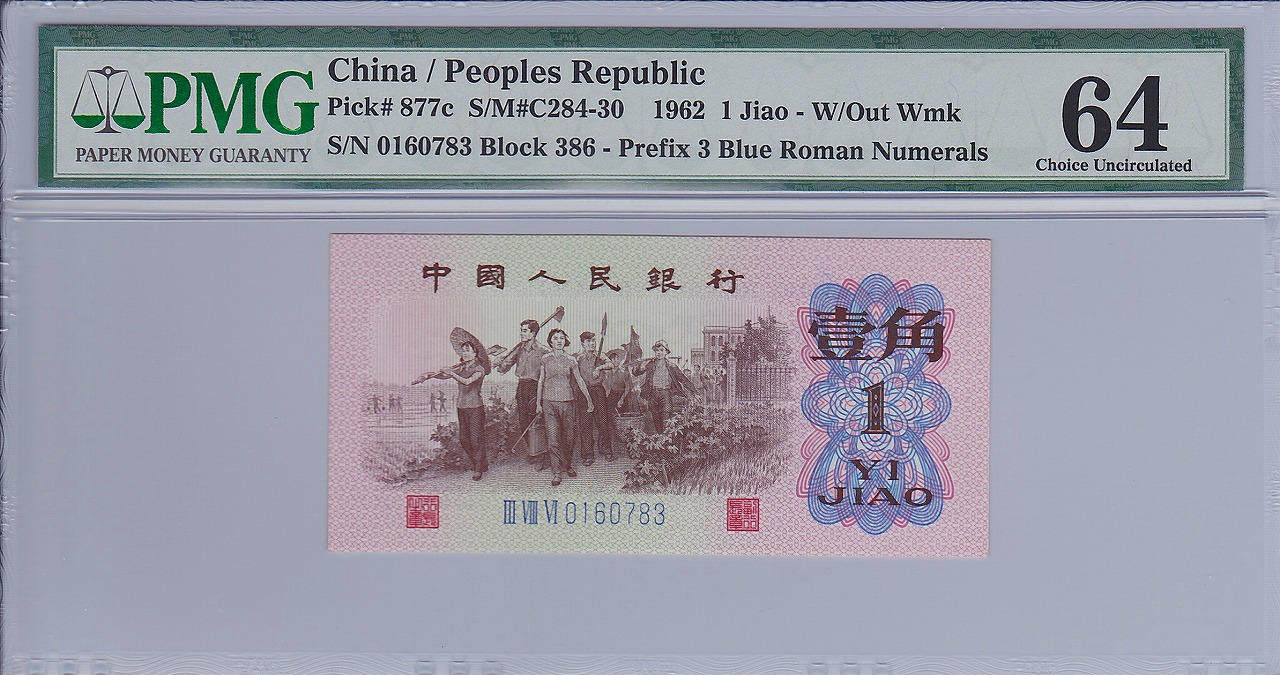 PMG
PAPER MONEY GUARANTY
China / Peoples Republic
Pick# 877c S/M#C284-30 1962 1 Jiao - W/Out Wmk
S/N 0160783 Block 386 - Prefix 3 Blue Roman Numerals
64
Choice Uncirculated
中國人民銀行
壹角
1
YI
JIAO
III VIII VI 0160783